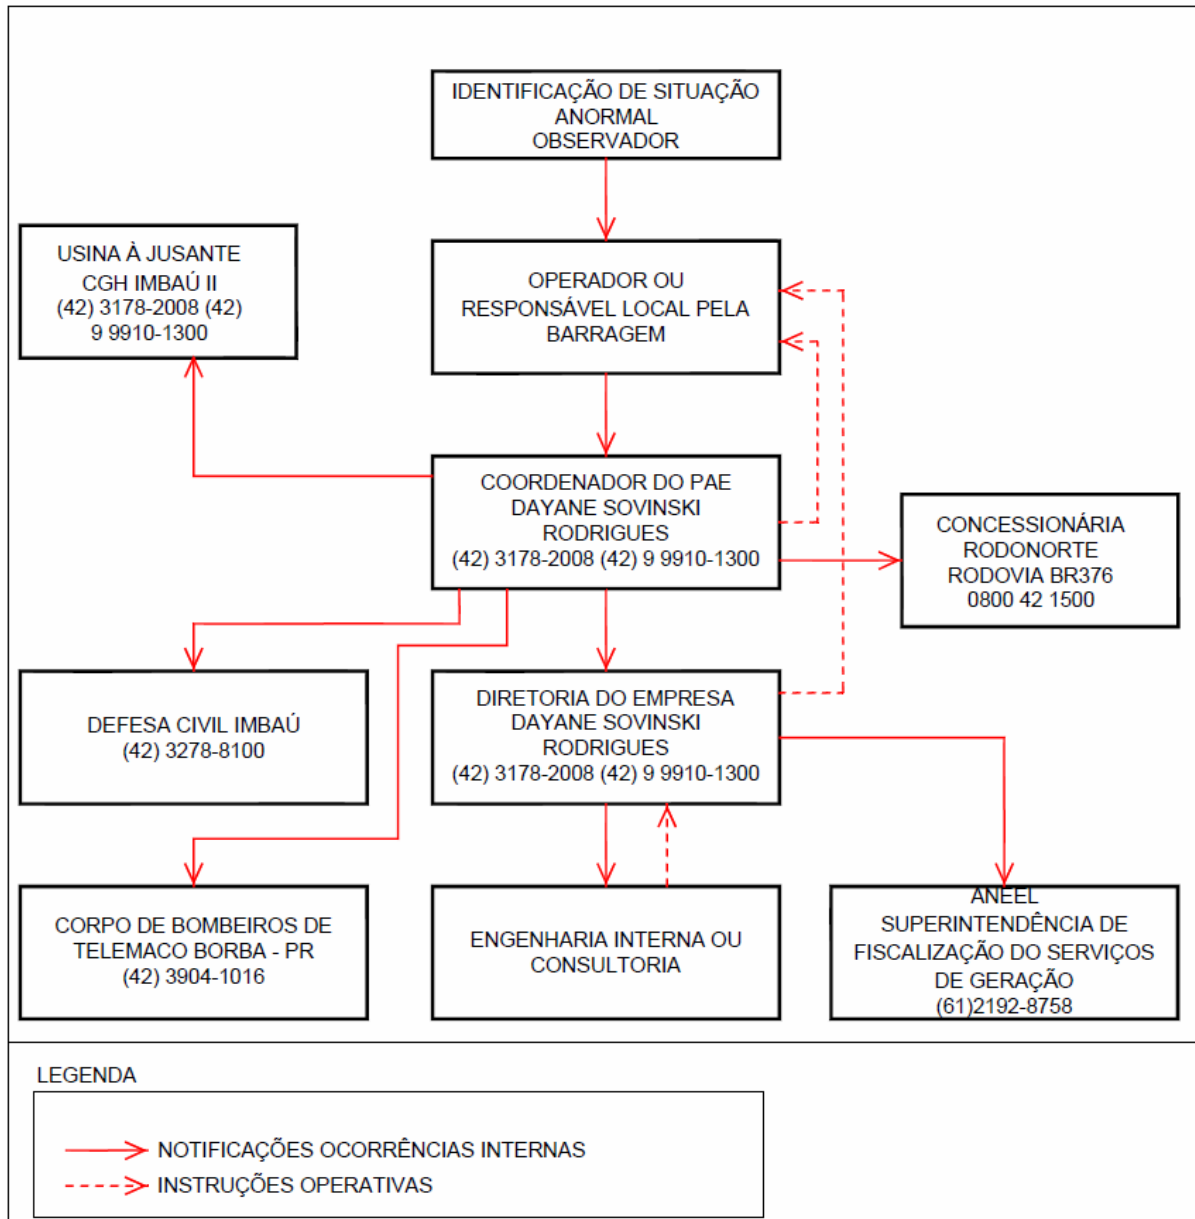 IDENTIFICAÇÃO DE SITUAÇÃO
ANORMAL
OBSERVADOR
USINA À JUSANTE
CGH IMBAÚ II
(42) 3178-2008 (42)
9 9910-1300
OPERADOR OU
RESPONSÁVEL LOCAL PELA
BARRAGEM
COORDENADOR DO PAE
DAYANE SOVINSKI
RODRIGUES
(42) 3178-2008 (42) 9 9910-1300
CONCESSIONÁRIA
RODONORTE
RODOVIA BR376
0800 42 1500
DEFESA CIVIL IMBAÚ
(42) 3278-8100
DIRETORIA DO EMPRESA
DAYANE SOVINSKI
RODRIGUES
(42) 3178-2008 (42) 9 9910-1300
CORPO DE BOMBEIROS DE
TELEMACO BORBA - PR
(42) 3904-1016
ENGENHARIA INTERNA OU
CONSULTORIA
ANEEL
SUPERINTENDÊNCIA DE
FISCALIZAÇÃO DO SERVIÇOS
DE GERAÇÃO
(61)2192-8758
LEGENDA
NOTIFICAÇÕES OCORRÊNCIAS INTERNAS
INSTRUÇÕES OPERATIVAS